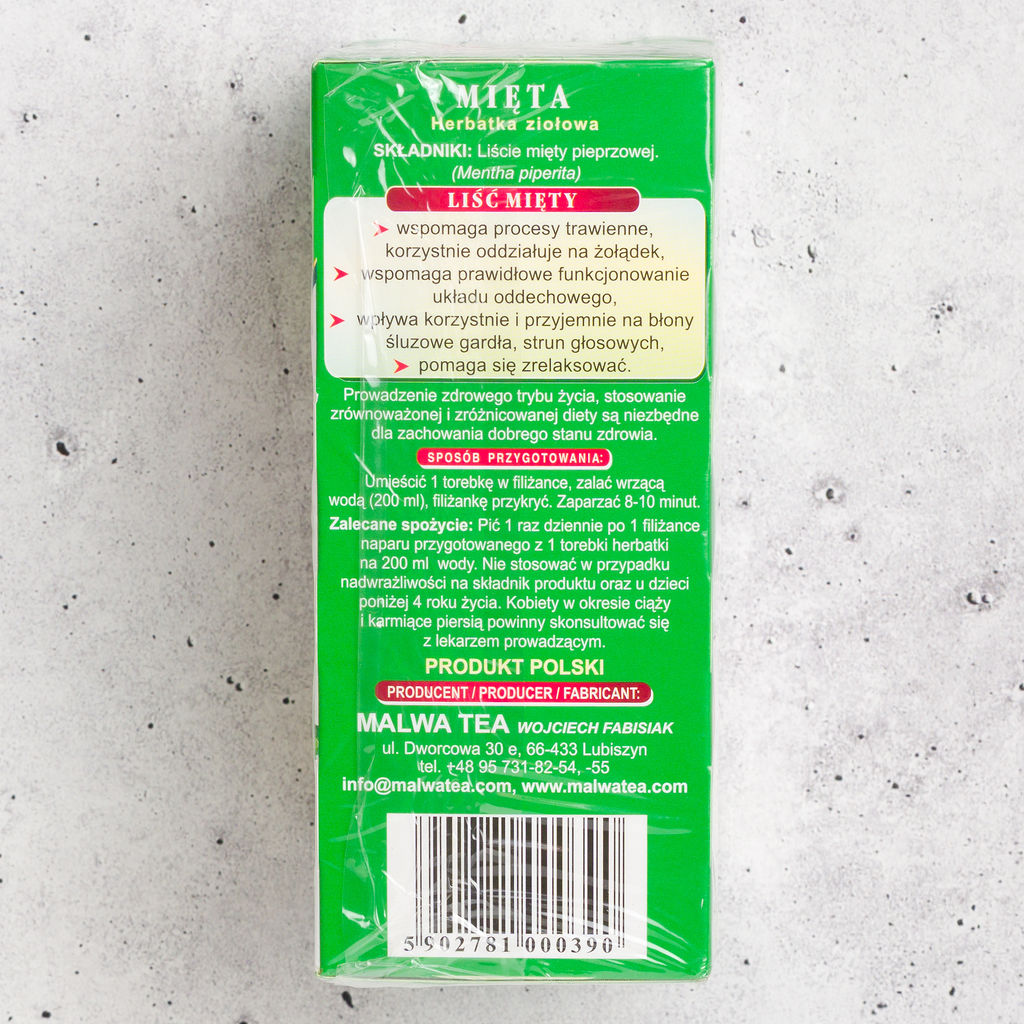 MIĘTA
Herbatka ziołowa
SKŁADNIKI: Liście mięty pieprzowej.
(Mentha piperita)
LIŚĆ MIĘTY
➤ wspomaga procesy trawienne,
korzystnie oddziałuje na żołądek,
➤ wspomaga prawidłowe funkcjonowanie
układu oddechowego,
➤ wpływa korzystnie i przyjemnie na błony
śluzowe gardła, strun głosowych,
➤ pomaga się zrelaksować.
Prowadzenie zdrowego trybu życia, stosowanie
zrównoważonej i zróżnicowanej diety są niezbędne
dla zachowania dobrego stanu zdrowia.
SPOSÓB PRZYGOTOWANIA:
Umieścić 1 torebkę w filiżance, zalać wrzącą
wodą (200 ml), filiżankę przykryć. Zaparzać 8-10 minut.
Zalecane spożycie: Pić 1 raz dziennie po 1 filiżance
naparu przygotowanego z 1 torebki herbatki
na 200 ml wody. Nie stosować w przypadku
nadwrażliwości na składnik produktu oraz u dzieci
poniżej 4 roku życia. Kobiety w okresie ciąży
i karmiące piersią powinny skonsultować się
z lekarzem prowadzącym.
PRODUKT POLSKI
PRODUCENT / PRODUCER / FABRICANT:
MALWA TEA WOJCIECH FABISIAK
ul. Dworcowa 30 e, 66-433 Lubiszyn
tel. +48 95 731-82-54, -55
info@malwatea.com, www.malwatea.com
5 902781 000390